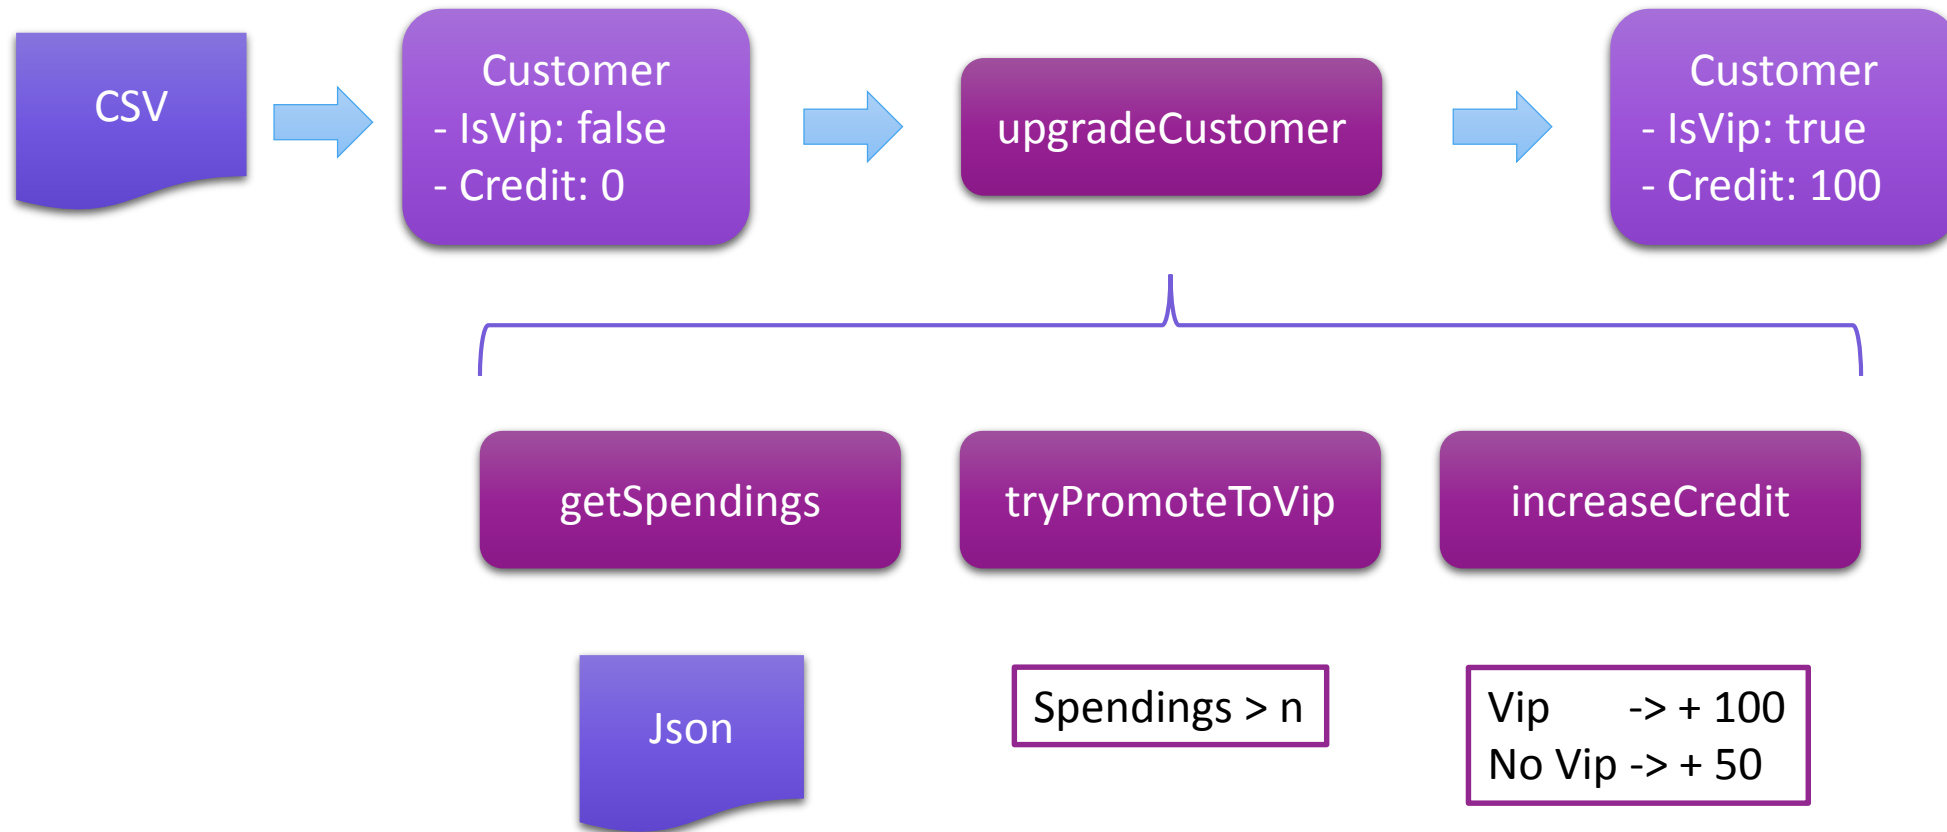 CSV
Customer
- IsVip: false
- Credit: 0
upgradeCustomer
Customer
- IsVip: true
- Credit: 100
getSpendings
tryPromoteToVip
increaseCredit
Json
Spendings > n
Vip -> + 100
No Vip -> + 50